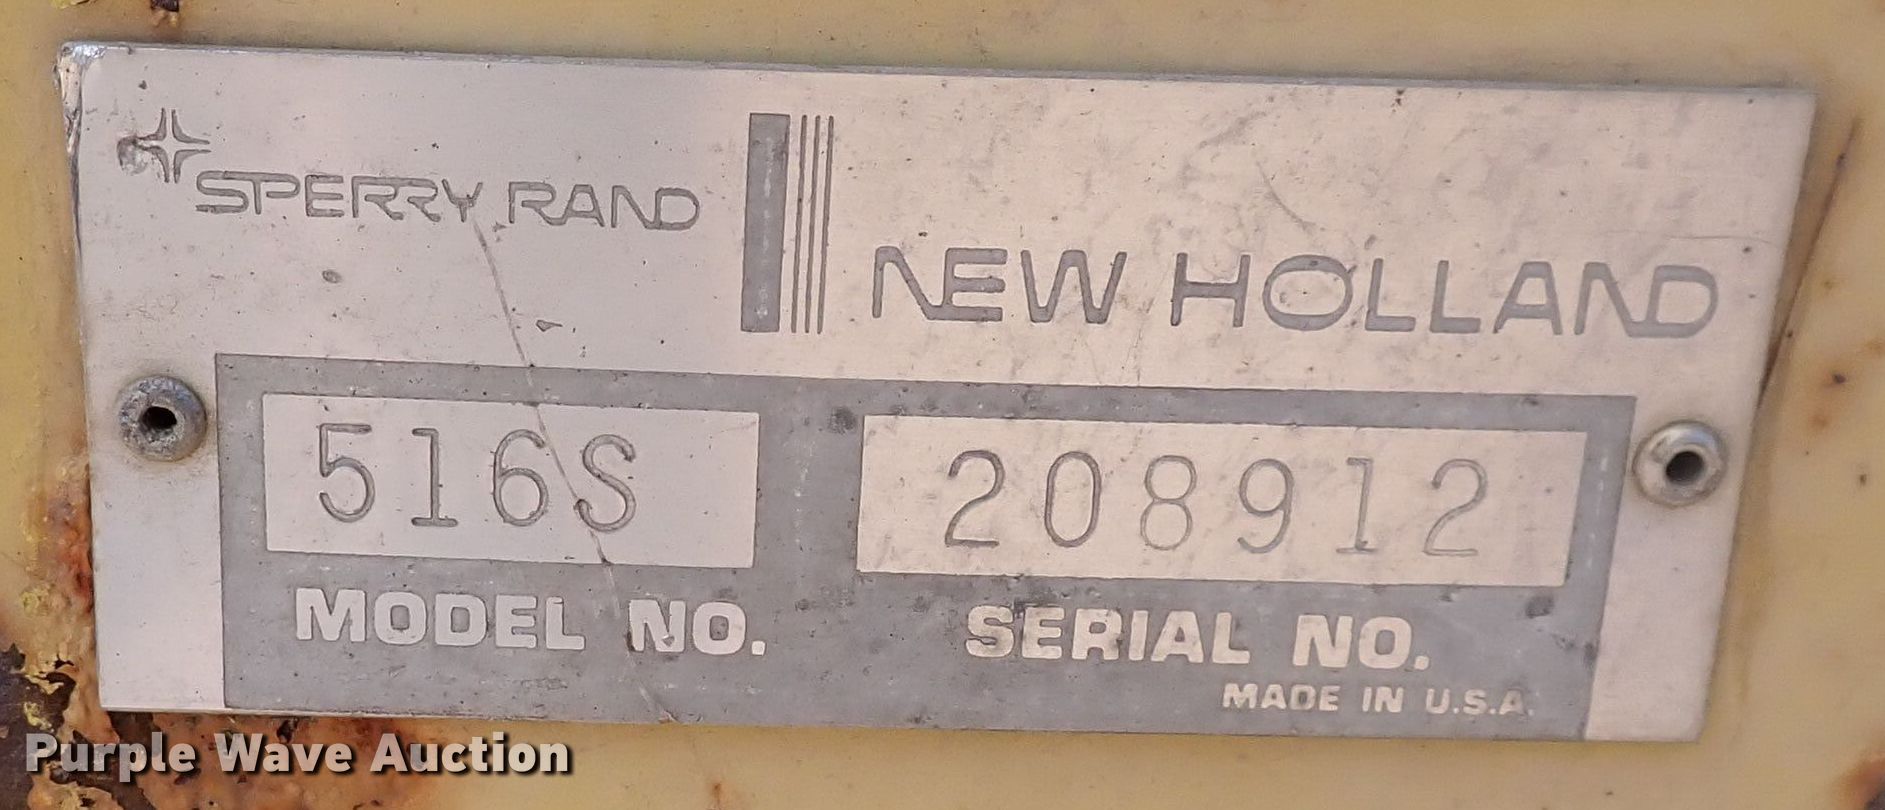 SPERRY RAND
NEW HOLLAND
516S
208912
MODEL NO.
SERIAL NO.
MADE IN U.S.A.
Purple Wave Auction